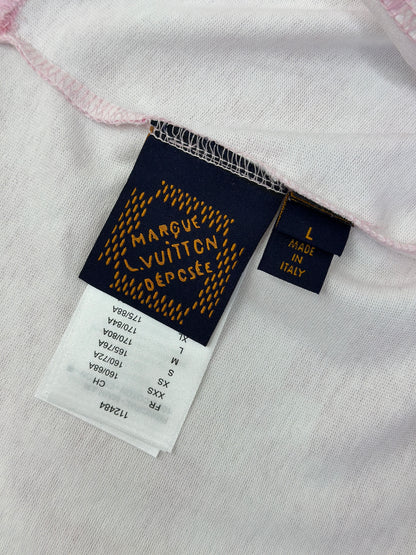 MARQUE
L.VUITTON
DÉPOSÉE
L
MADE
IN
ITALY
112484
FR CH
XXS 160/68A
XS 160/72A
S 165/76A
M 170/80A
L 170/84A
XL 175/88A